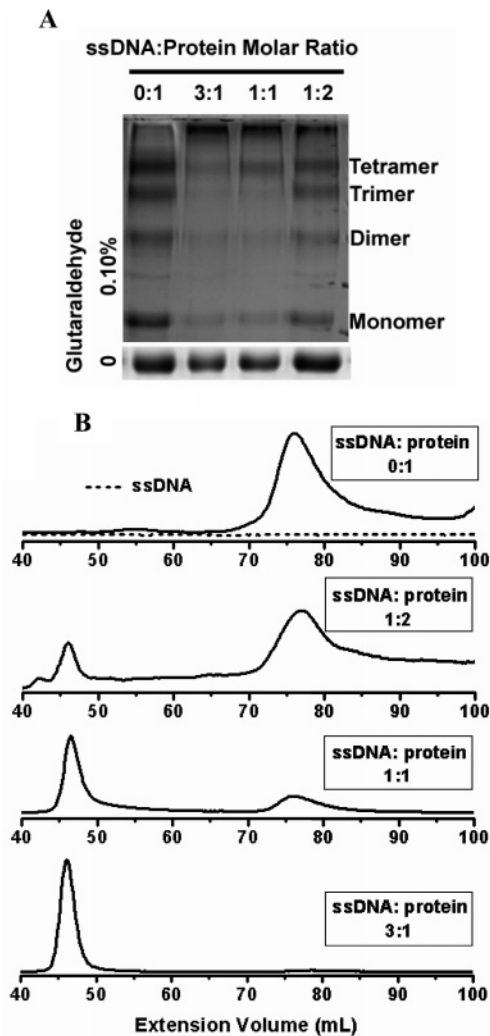 A
ssDNA:Protein Molar Ratio
0:1 3:1 1:1 1:2
Tetramer
Trimer
Dimer
Monomer
Glutaraldehyde
0.10%
0
B
ssDNA: protein
0:1
ssDNA
40 50 60 70 80 90 100
ssDNA: protein
1:2
40 50 60 70 80 90 100
ssDNA: protein
1:1
40 50 60 70 80 90 100
ssDNA: protein
3:1
40 50 60 70 80 90 100
Extension Volume (mL)